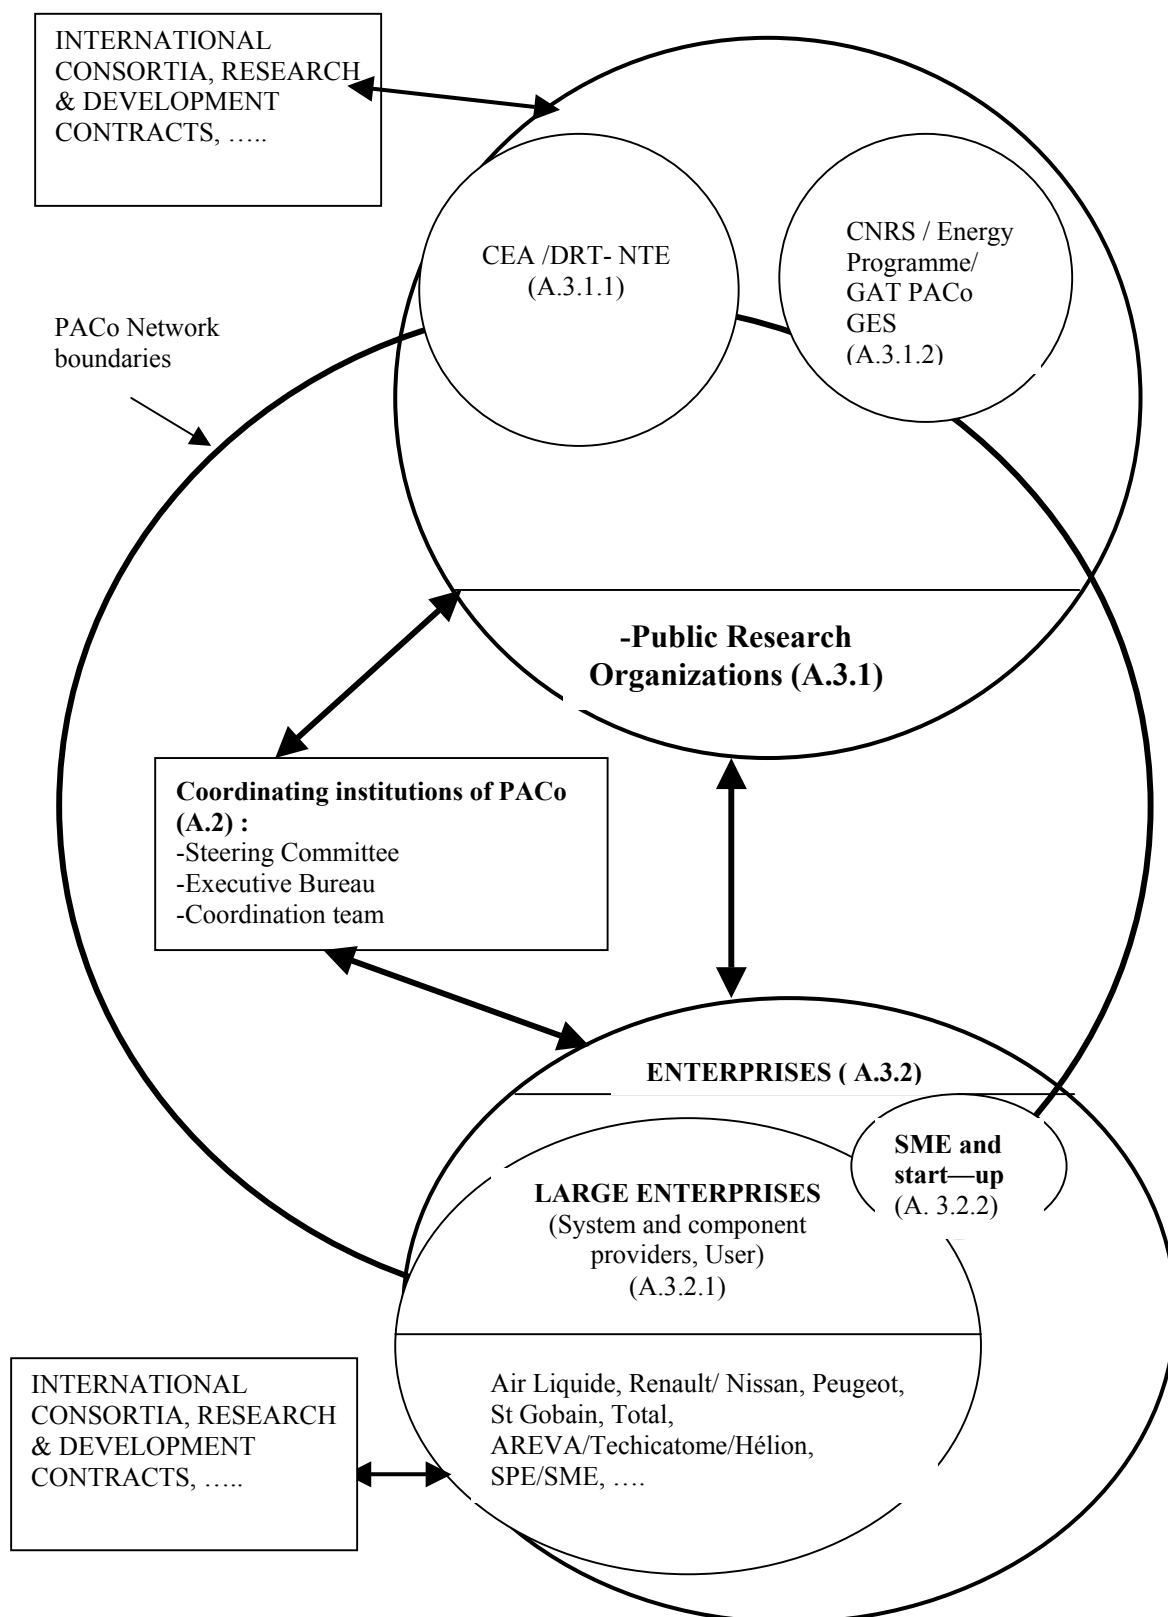 INTERNATIONAL
CONSORTIA, RESEARCH
& DEVELOPMENT
CONTRACTS, …..
CEA /DRT- NTE
(A.3.1.1)
CNRS / Energy
Programme/
GAT PACo
GES
(A.3.1.2)
PACo Network
boundaries
-Public Research
Organizations (A.3.1)
Coordinating institutions of PACo
(A.2) :
-Steering Committee
-Executive Bureau
-Coordination team
ENTERPRISES ( A.3.2)
SME and
start—up
(A. 3.2.2)
LARGE ENTERPRISES
(System and component
providers, User)
(A.3.2.1)
Air Liquide, Renault/ Nissan, Peugeot,
St Gobain, Total,
AREVA/Techicatome/Hélion,
SPE/SME, ….
INTERNATIONAL
CONSORTIA, RESEARCH
& DEVELOPMENT
CONTRACTS, …..